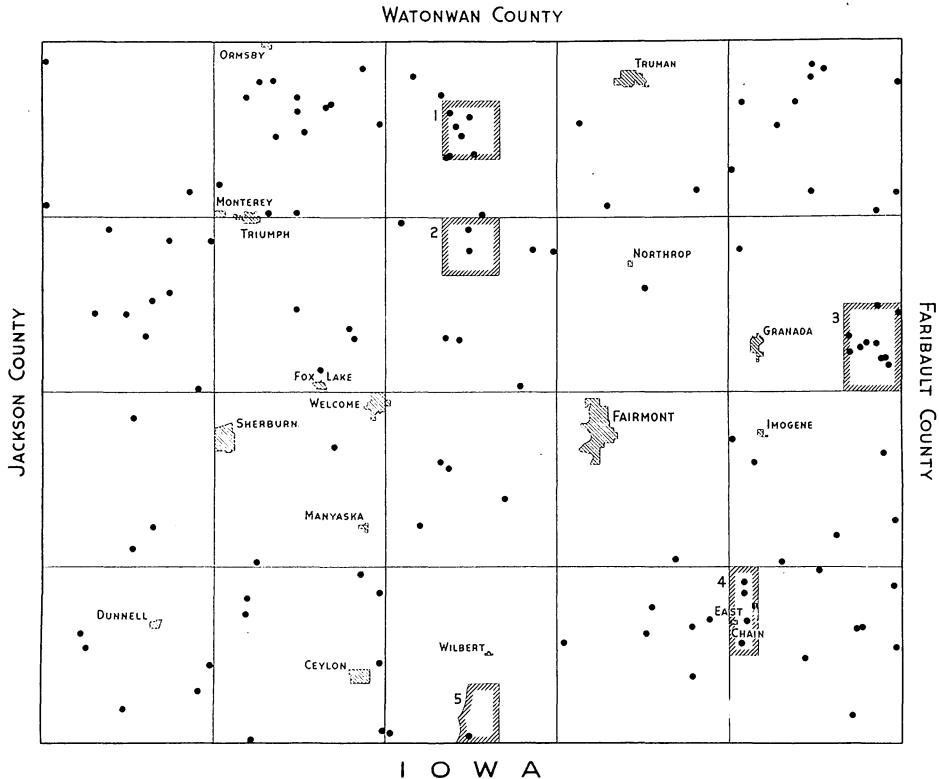 WATONWAN COUNTY
ORMSBY
TRUMAN
1
MONTEREY
TRIUMPH
2
NORTHROP
3
GRANADA
JACKSON COUNTY
FARIBAULT COUNTY
FOX LAKE
WELCOME
SHERBURN
FAIRMONT
IMOGENE
MANYASKA
4
DUNNELL
EAST
CHAIN
WILBERT
CEYLON
5
IOWA